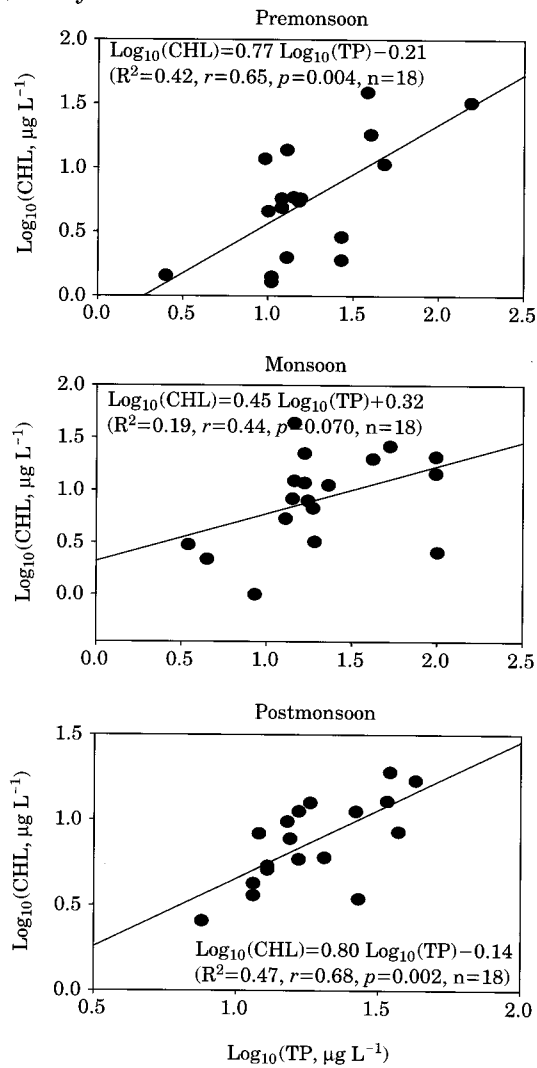 Premonsoon
2.0
Log10(CHL)=0.77 Log10(TP)−0.21
(R²=0.42, r=0.65, p=0.004, n=18)
1.5
1.0
0.5
0.0
Log10(CHL, µg L⁻¹)
0.0 0.5 1.0 1.5 2.0 2.5
Monsoon
2.0
Log10(CHL)=0.45 Log10(TP)+0.32
(R²=0.19, r=0.44, p=0.070, n=18)
1.5
1.0
0.5
0.0
Log10(CHL, µg L⁻¹)
0.0 0.5 1.0 1.5 2.0 2.5
Postmonsoon
1.5
1.0
0.5
0.0
Log10(CHL, µg L⁻¹)
Log10(CHL)=0.80 Log10(TP)−0.14
(R²=0.47, r=0.68, p=0.002, n=18)
0.5 1.0 1.5 2.0
Log10(TP, µg L⁻¹)